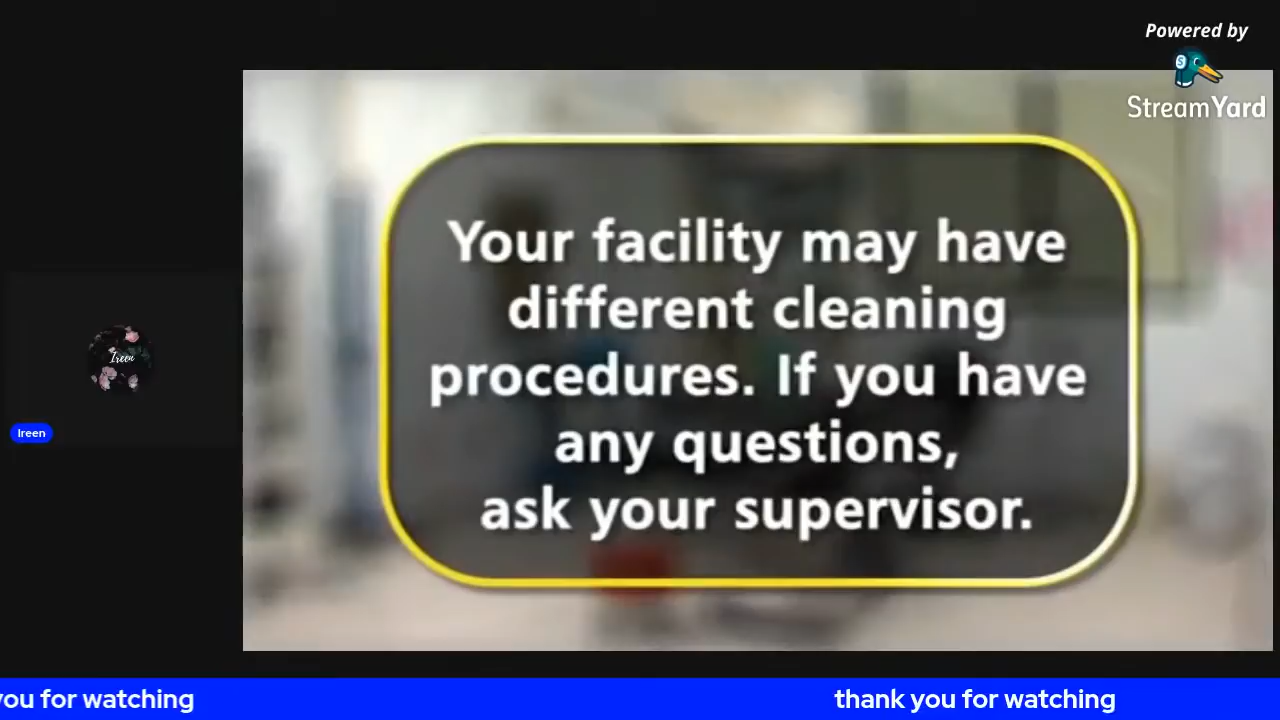 Powered by
StreamYard
Your facility may have
different cleaning
procedures. If you have
any questions,
ask your supervisor.
Ireen
Ireen
you for watching
thank you for watching